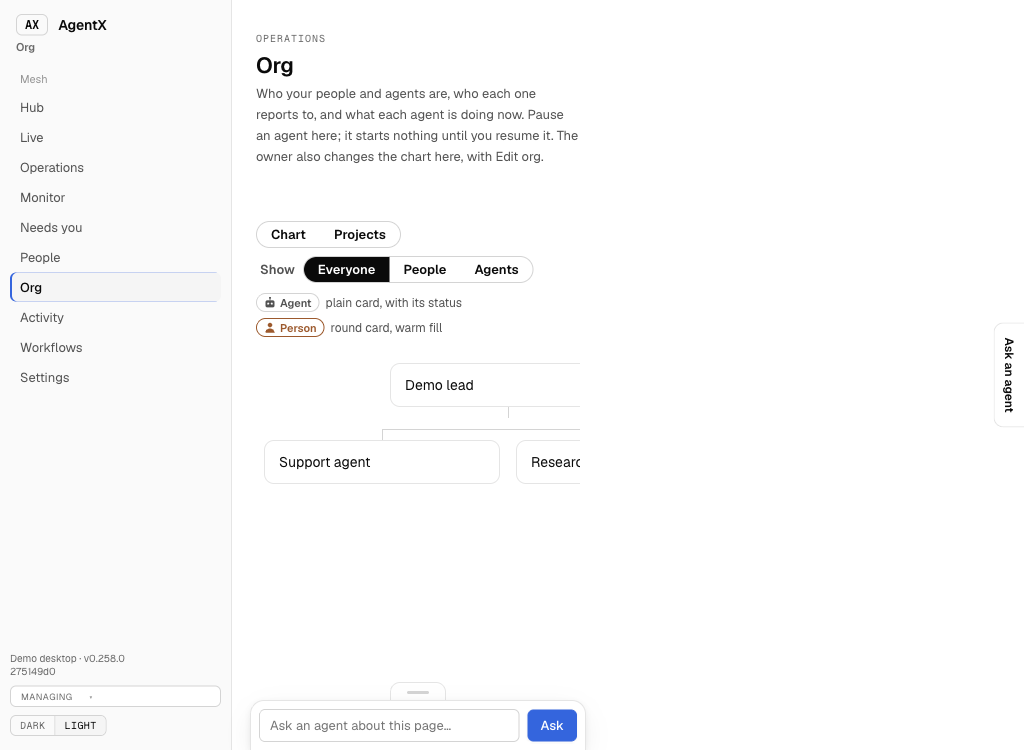 AX AgentX
Org
Mesh
Hub
Live
Operations
Monitor
Needs you
People
Org
Activity
Workflows
Settings
Demo desktop · v0.258.0
275149d0
MANAGING
DARK LIGHT
OPERATIONS
Org
Who your people and agents are, who each one
reports to, and what each agent is doing now. Pause
an agent here; it starts nothing until you resume it. The
owner also changes the chart here, with Edit org.
Chart Projects
Show Everyone People Agents
Agent plain card, with its status
Person round card, warm fill
Demo lead
Support agent
Ask an agent about this page…
Ask
Ask an agent